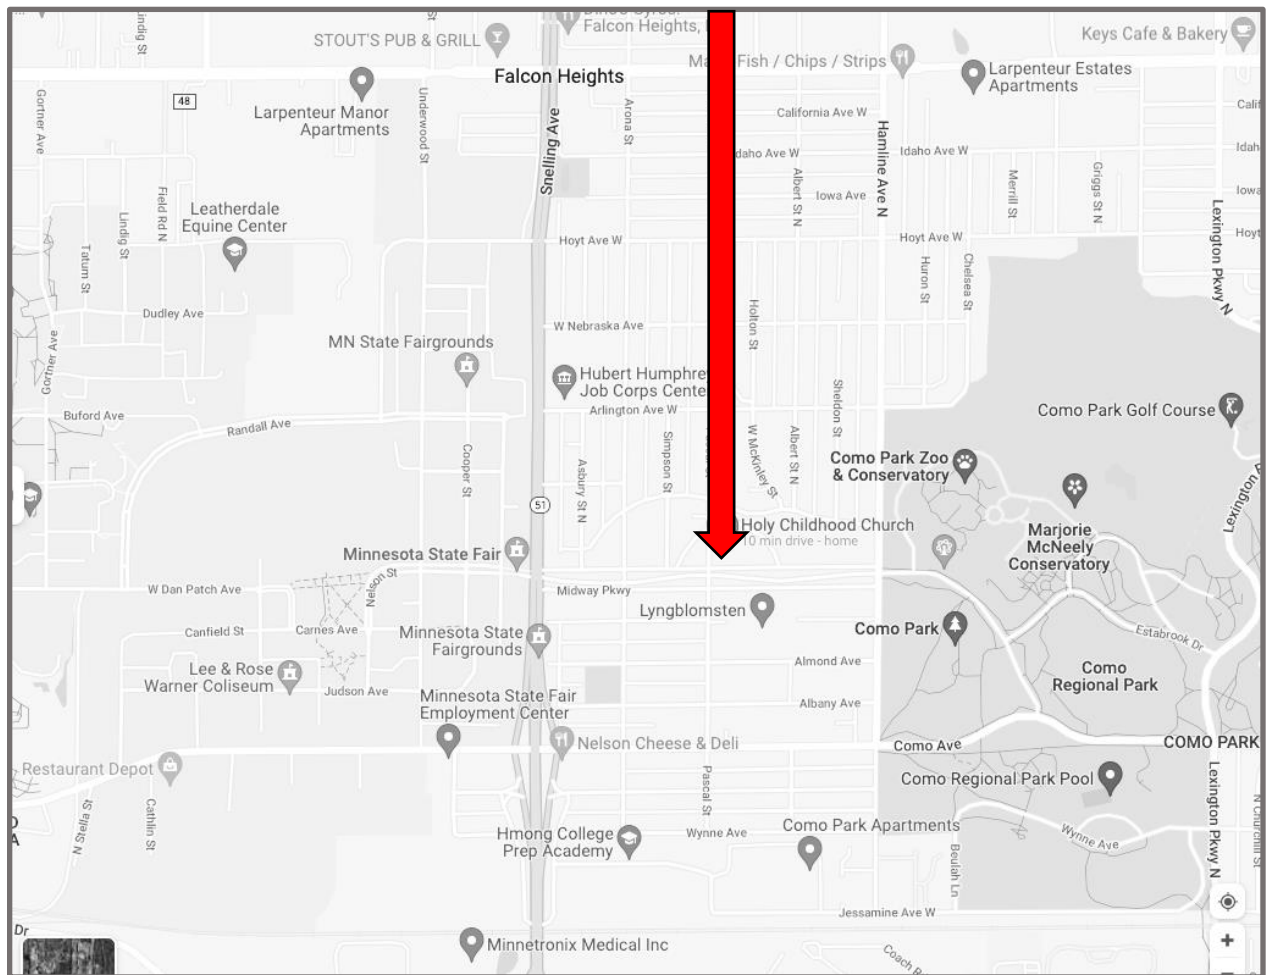 STOUT'S PUB & GRILL
Falcon Heights,
Keys Cafe & Bakery
Fish / Chips / Strips
Falcon Heights
Larpenteur Estates
Apartments
48
Larpenteur Manor
Apartments
Gortner Ave
Lindig St
Underwood St
Snelling Ave
Arona St
California Ave W
Hamline Ave N
Idaho Ave W
Albert St N
Iowa Ave
Merrill St
Griggs St N
Lexington Pkwy N
Leatherdale
Equine Center
Field Rd N
Lindig St
Tatum St
Hoyt Ave W
Hoyt Ave W
Huron St
Chelsea St
Dudley Ave
Gortner Ave
MN State Fairgrounds
W Nebraska Ave
Holton St
Hubert Humphrey
Job Corps Center
Arlington Ave W
Sheldon St
Buford Ave
Randall Ave
Cooper St
Asbury St N
Simpson St
W McKinley St
Albert St N
Como Park Golf Course
Como Park Zoo
& Conservatory
51
Holy Childhood Church
10 min drive - home
Marjorie
McNeely
Conservatory
Minnesota State Fair
Nelson St
W Dan Patch Ave
Midway Pkwy
Lyngblomsten
Como Park
Estabrook Dr
Canfield St
Carnes Ave
Minnesota State
Fairgrounds
Almond Ave
Como
Regional Park
Lee & Rose
Warner Coliseum
Judson Ave
Minnesota State Fair
Employment Center
Albany Ave
Nelson Cheese & Deli
Como Ave
COMO PARK
Restaurant Depot
Pascal St
Como Regional Park Pool
Lexington Pkwy N
N Stella St
Cathlin St
Hmong College
Prep Academy
Wynne Ave
Como Park Apartments
Wynne Ave
N Churchill St
Beulah Ln
Jessamine Ave W
Dr
Minnetronix Medical Inc